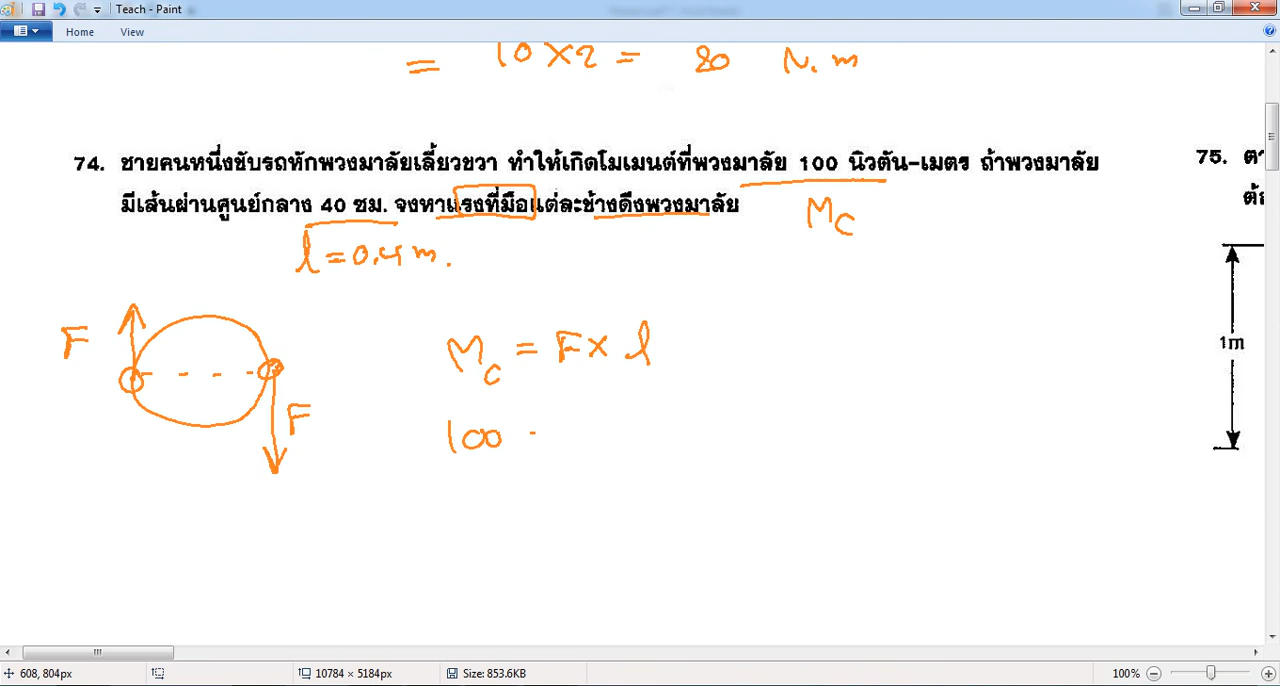 Teach - Paint
Home View
= 10 × 2 = 20 N.m
74. ชายคนหนึ่งขับรถหักพวงมาลัยเลี้ยวขวา ทำให้เกิดโมเมนต์ที่พวงมาลัย 100 นิวตัน-เมตร ถ้าพวงมาลัย
มีเส้นผ่านศูนย์กลาง 40 ซม. จงหาแรงที่มือแต่ละข้างดึงพวงมาลัย
Mc
l = 0.4 m.
75.
F
Mc = F × l
1m
F
100
608, 804px
10784 × 5184px
Size: 853.6KB
100%